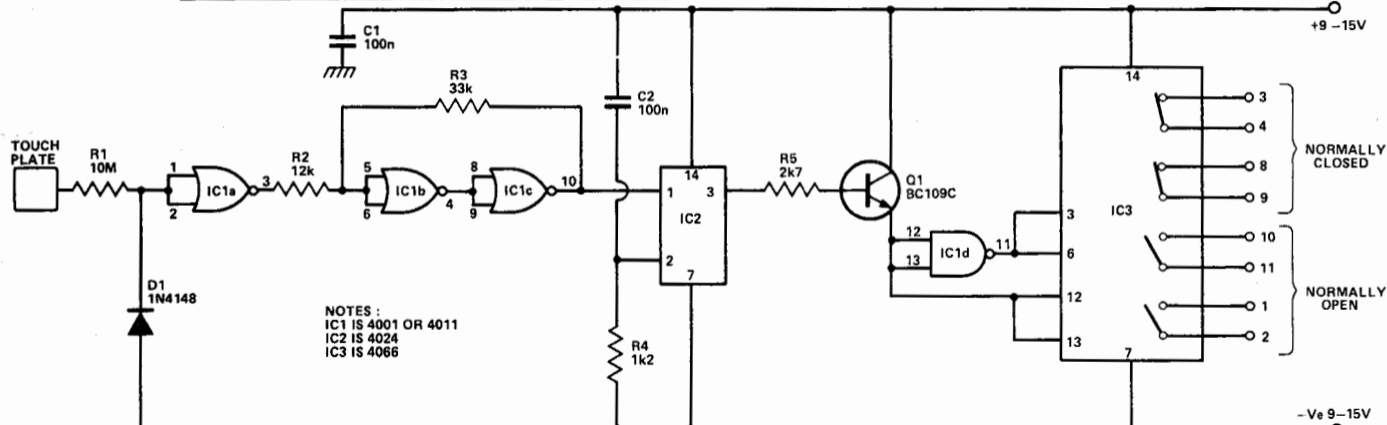 +9 –15V
C1
100n
R3
33k
C2
100n
14
3
4
NORMALLY
CLOSED
8
9
TOUCH
PLATE
R1
10M
1
2
IC1a
3
R2
12k
5
6
IC1b
4
8
9
IC1c
10
14
1
3
IC2
2
7
R5
2k7
Q1
BC109C
12
13
IC1d
11
3
6
IC3
12
13
7
10
11
NORMALLY
OPEN
1
2
D1
1N4148
NOTES :
IC1 IS 4001 OR 4011
IC2 IS 4024
IC3 IS 4066
R4
1k2
–Ve 9–15V